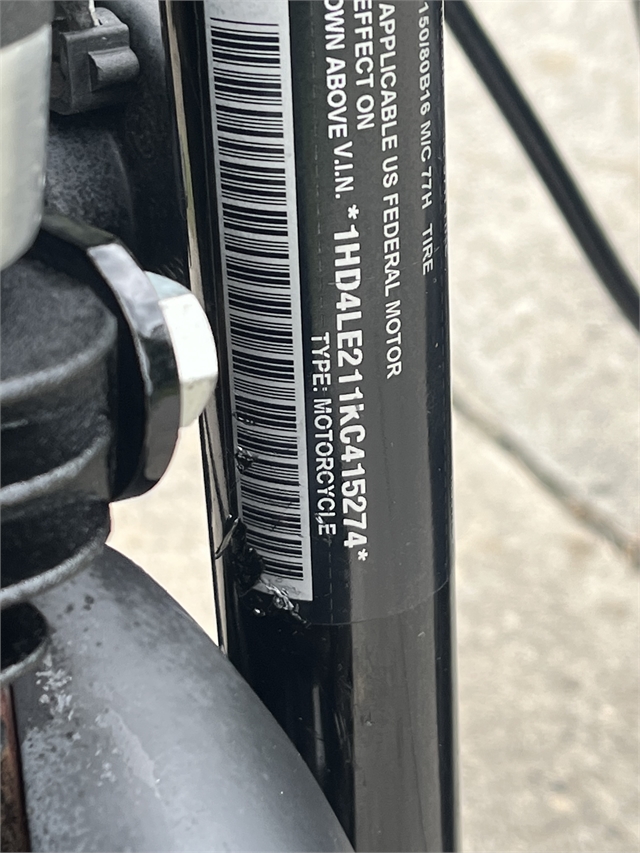 150/80B16 M/C 77H TIRE
APPLICABLE US FEDERAL MOTOR
EFFECT ON
OWN ABOVE V.I.N. *1HD4LE211KC415274*
TYPE: MOTORCYCLE